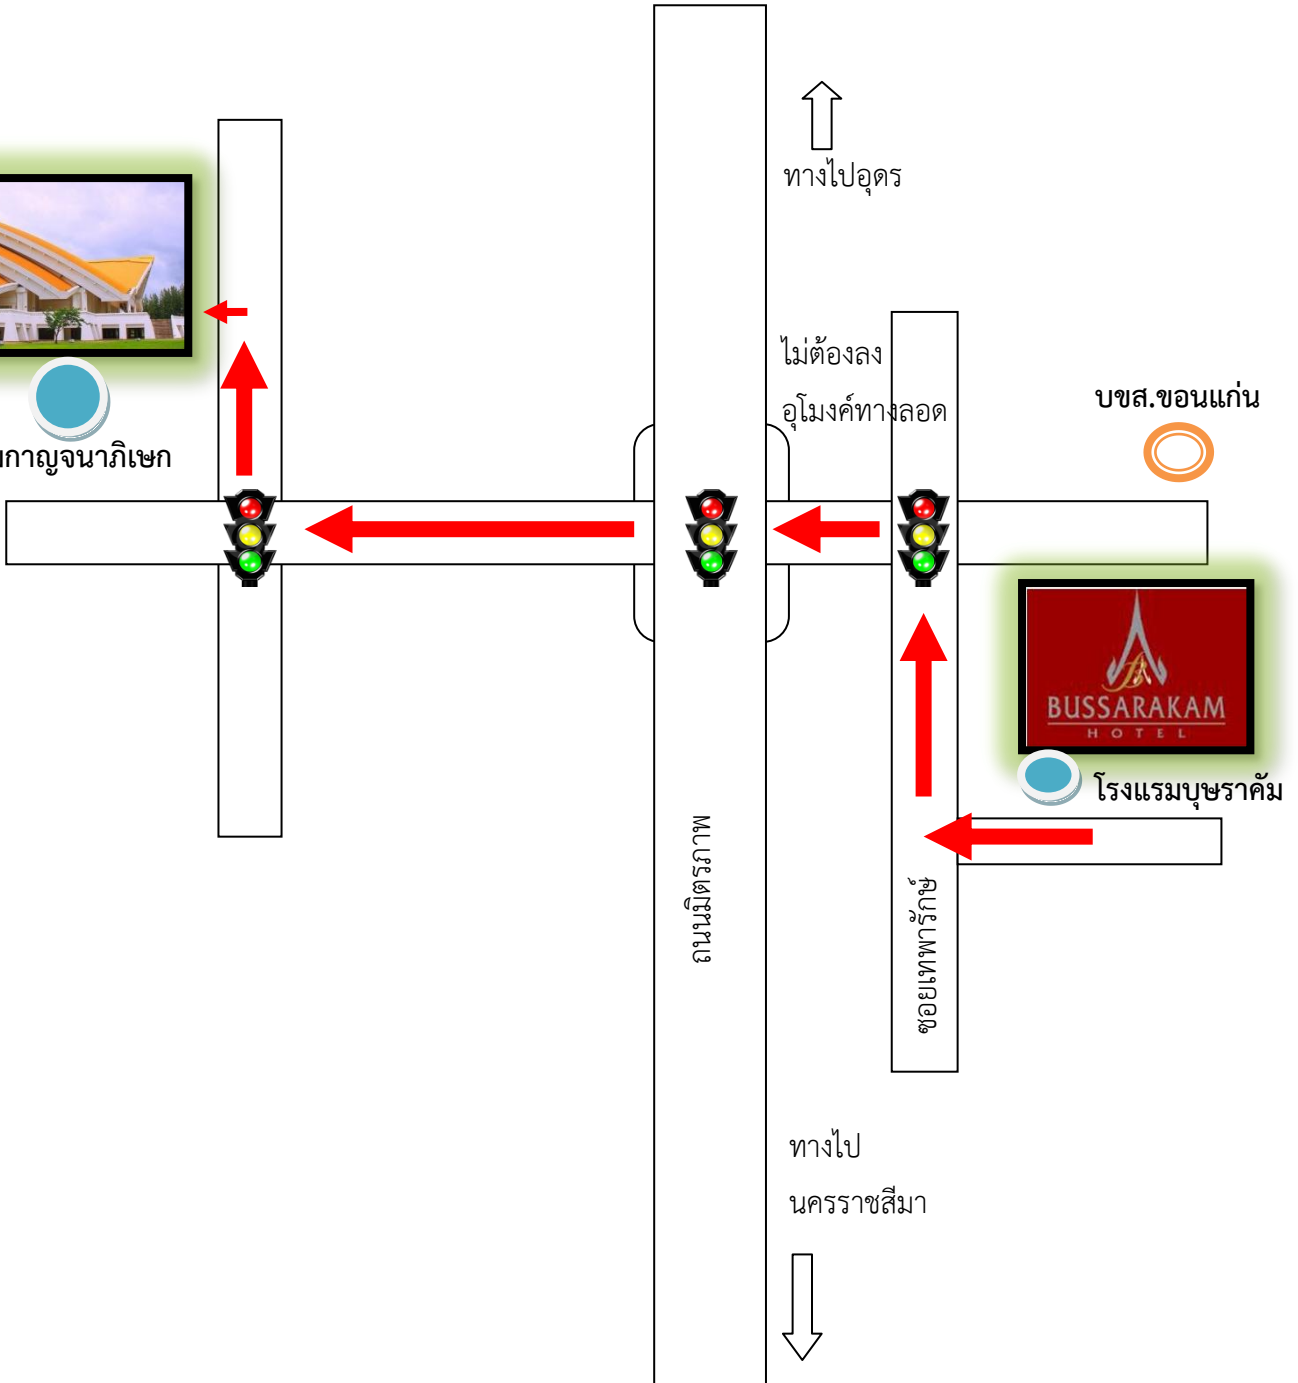 ทางไปอุดร
ไม่ต้องลง
อุโมงค์ทางลอด
บขส.ขอนแก่น
กาญจนาภิเษก
BUSSARAKAM
HOTEL
โรงแรมบุษราคัม
ถนนมิตรภาพ
ซอยเทพารักษ์
ทางไป
นครราชสีมา